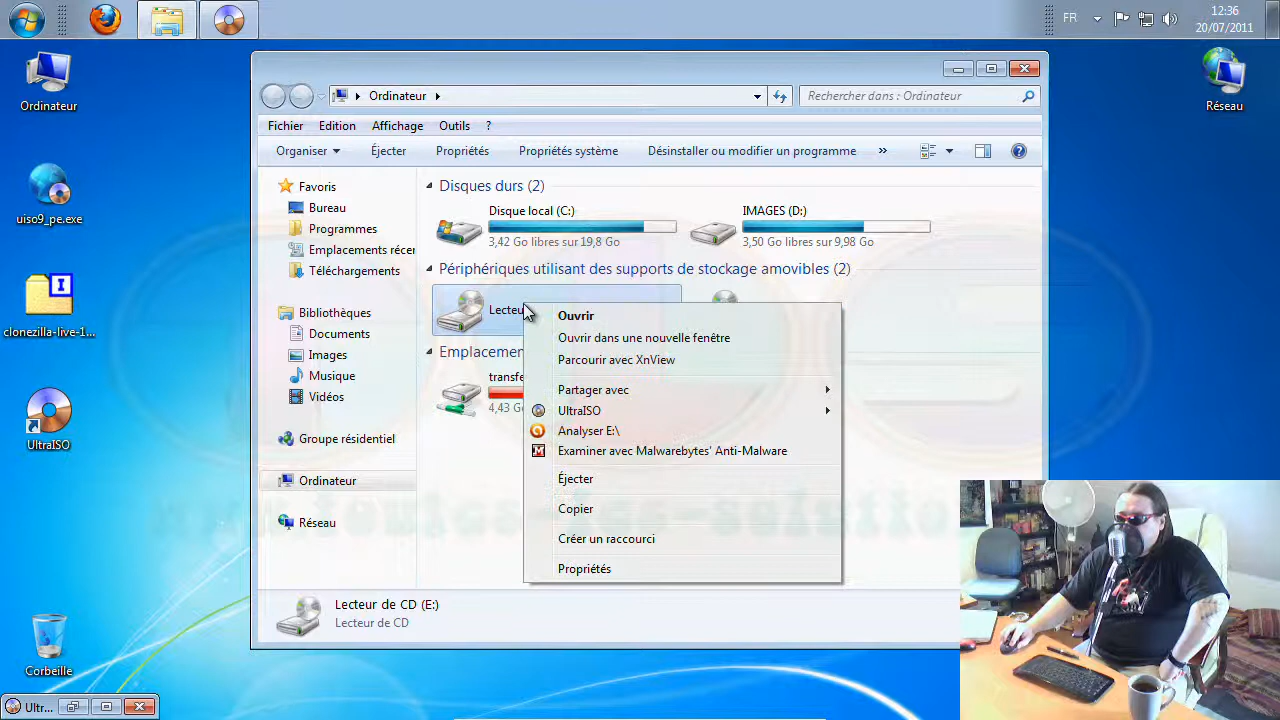 FR
12:36
20/07/2011
Ordinateur
Réseau
uiso9_pe.exe
clonezilla-live-1...
UltraISO
Corbeille
Ultr...
Ordinateur
Rechercher dans : Ordinateur
Fichier Edition Affichage Outils ?
Organiser Éjecter Propriétés Propriétés système Désinstaller ou modifier un programme »
Favoris
Bureau
Programmes
Emplacements récen
Téléchargements
Bibliothèques
Documents
Images
Musique
Vidéos
Groupe résidentiel
Ordinateur
Réseau
Disques durs (2)
Disque local (C:)
3,42 Go libres sur 19,8 Go
IMAGES (D:)
3,50 Go libres sur 9,98 Go
Périphériques utilisant des supports de stockage amovibles (2)
Lecteu
Emplacemen
transfe
4,43 G
Ouvrir
Ouvrir dans une nouvelle fenêtre
Parcourir avec XnView
Partager avec
UltraISO
Analyser E:\
Examiner avec Malwarebytes' Anti-Malware
Éjecter
Copier
Créer un raccourci
Propriétés
Lecteur de CD (E:)
Lecteur de CD